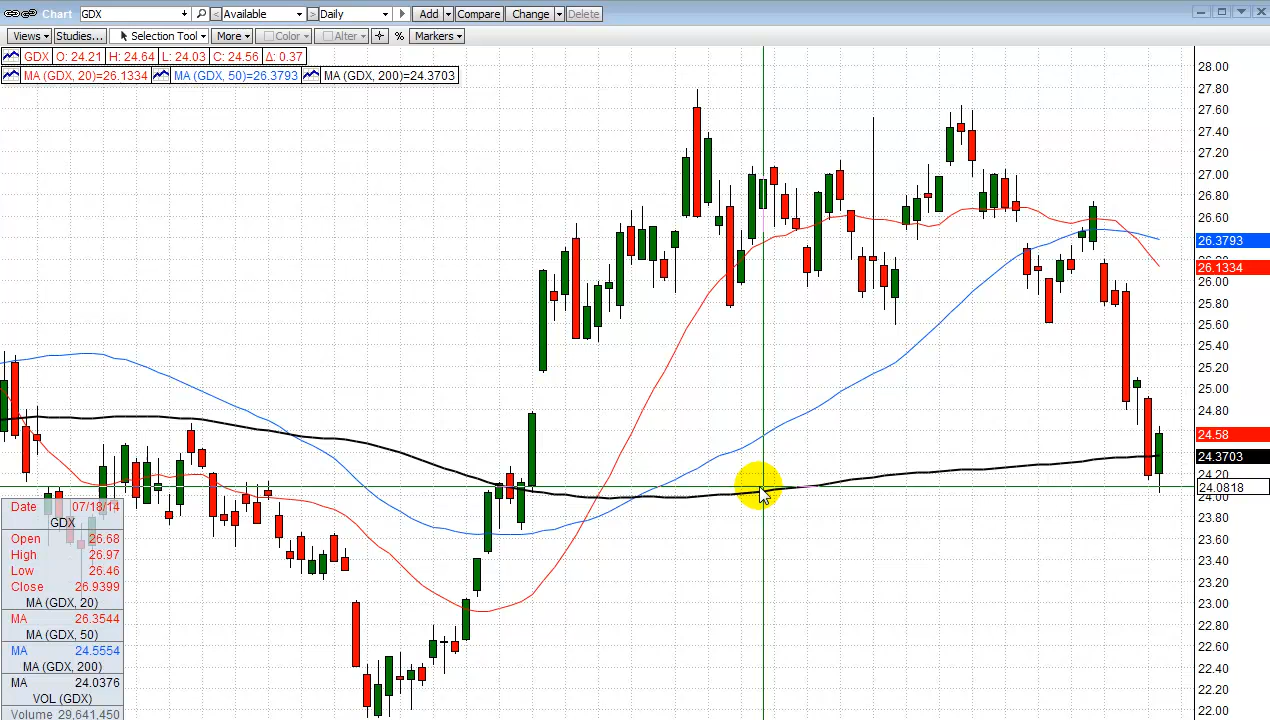 Chart GDX Available Daily Add Compare Change Delete
Views Studies... Selection Tool More Color Alter % Markers
GDX O: 24.21 H: 24.64 L: 24.03 C: 24.56 Δ: 0.37
MA (GDX, 20)=26.1334 MA (GDX, 50)=26.3793 MA (GDX, 200)=24.3703
28.00
27.80
27.60
27.40
27.20
27.00
26.80
26.60
26.3793
26.1334
26.00
25.80
25.60
25.40
25.20
25.00
24.80
24.58
24.3703
24.20
24.0818
24.00
23.80
23.60
23.40
23.20
23.00
22.80
22.60
22.40
22.20
22.00
Date 07/18/14
GDX
Open 26.68
High 26.97
Low 26.46
Close 26.9399
MA (GDX, 20)
MA 26.3544
MA (GDX, 50)
MA 24.5554
MA (GDX, 200)
MA 24.0376
VOL (GDX)
Volume 29,641,450